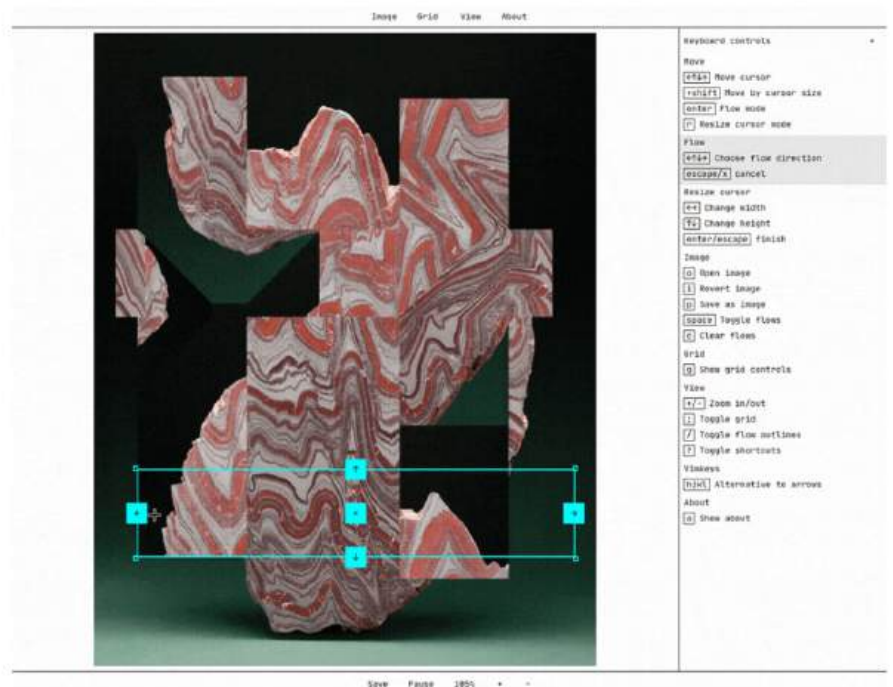 Image Grid View About
Keyboard controls
Move
←↑↓→ Move cursor
+shift Move by cursor size
enter Flow mode
r Resize cursor mode
Flow
←↑↓→ Choose flow direction
escape/x cancel
Resize cursor
←→ Change width
↑↓ Change height
enter/escape finish
Image
o Open image
i Revert image
p Save as image
space Toggle flows
c Clear flows
Grid
g Show grid controls
View
+/- Zoom in/out
; Toggle grid
/ Toggle flow outlines
? Toggle shortcuts
Vimkeys
hjkl Alternative to arrows
About
a Show about
Save Pause 105% + -